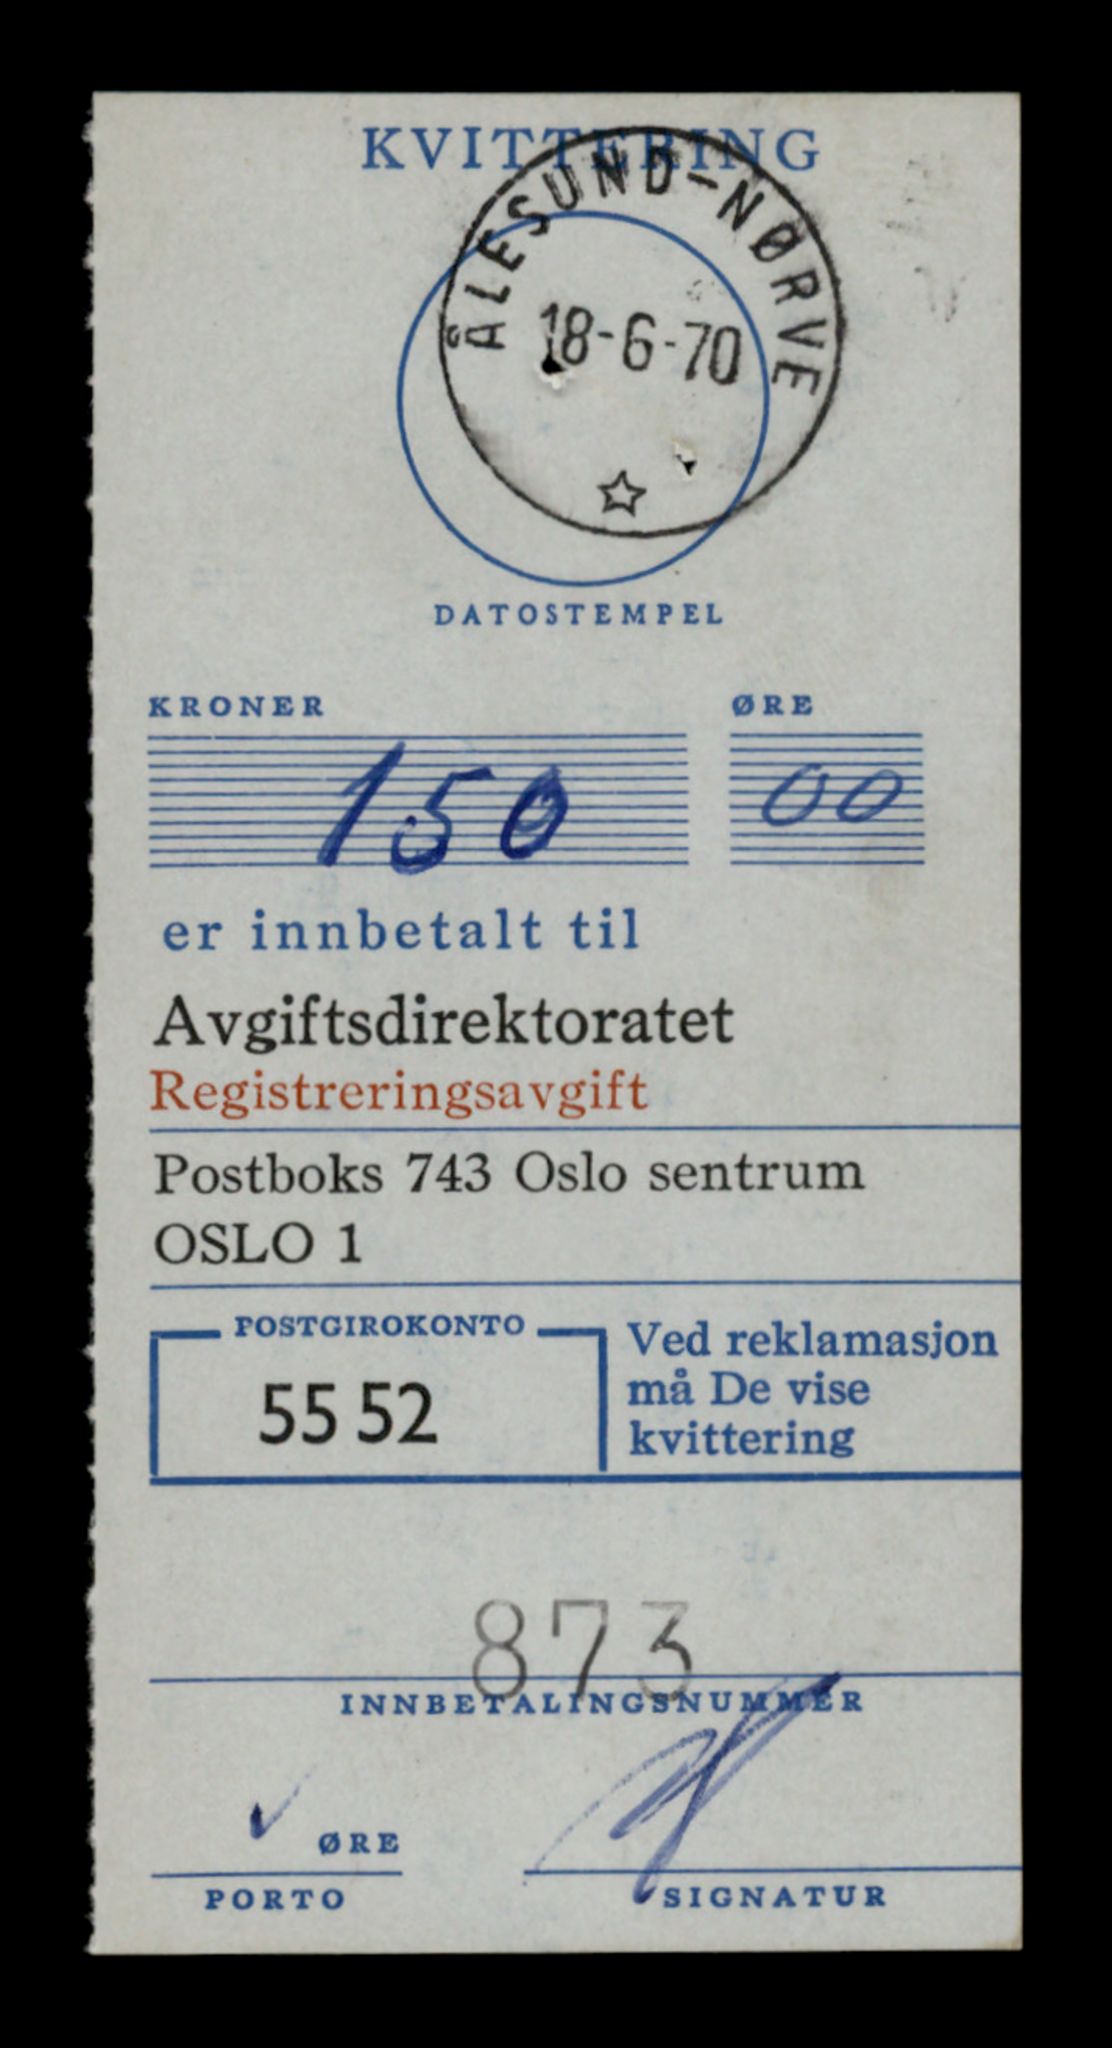 KVITTERING
ÅLESUND-NØRVE
18-6-70
DATOSTEMPEL
KRONER ØRE
150 00
er innbetalt til
Avgiftsdirektoratet
Registreringsavgift
Postboks 743 Oslo sentrum
OSLO 1
POSTGIROKONTO
55 52
Ved reklamasjon
må De vise
kvittering
873
INNBETALINGSNUMMER
ØRE
PORTO
SIGNATUR